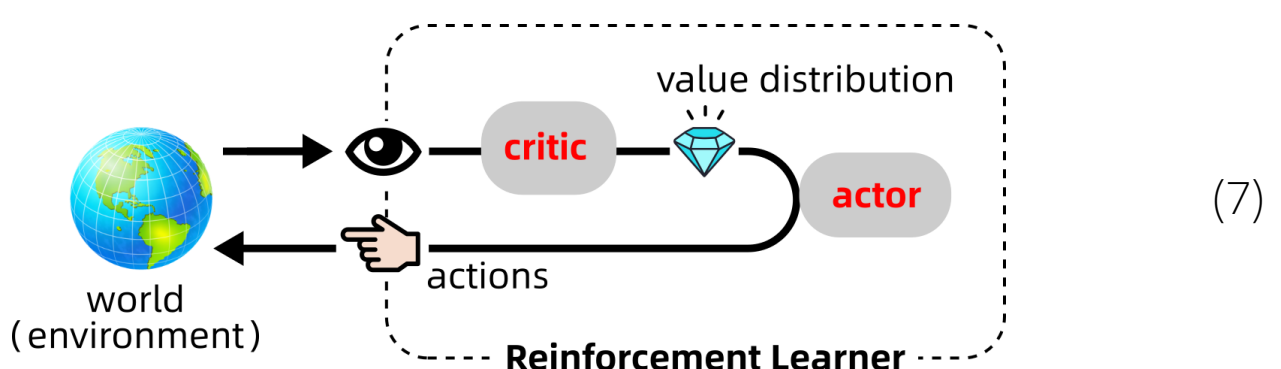 value distribution
critic
actor
(7)
actions
world
(environment)
Reinforcement Learner